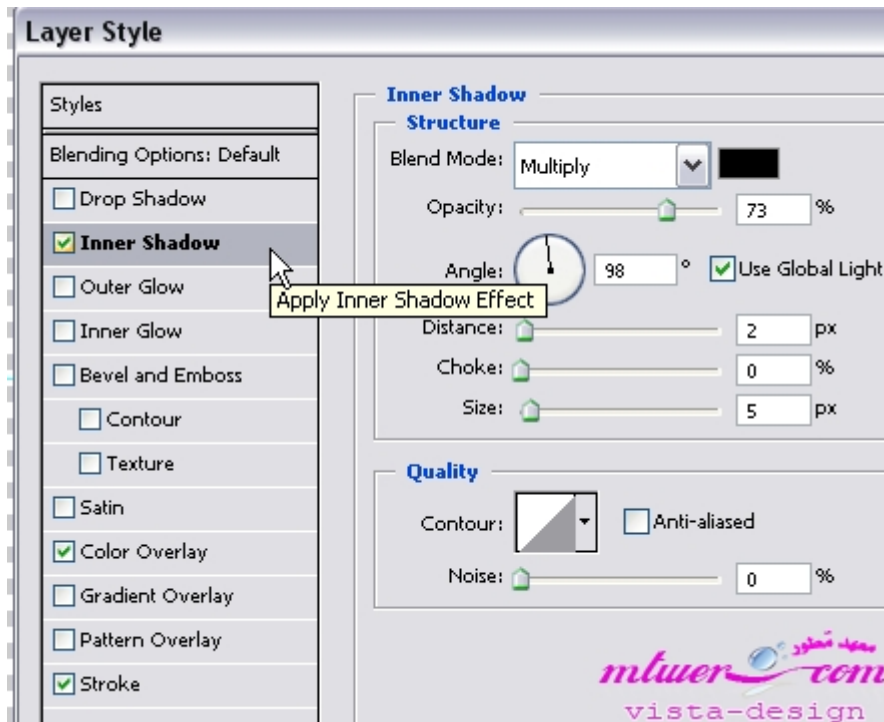 Layer Style
Styles
Blending Options: Default
Drop Shadow
Inner Shadow
Outer Glow
Inner Glow
Bevel and Emboss
Contour
Texture
Satin
Color Overlay
Gradient Overlay
Pattern Overlay
Stroke
Apply Inner Shadow Effect
Inner Shadow
Structure
Blend Mode: Multiply
Opacity: 73 %
Angle: 98 ° Use Global Light
Distance: 2 px
Choke: 0 %
Size: 5 px
Quality
Contour: Anti-aliased
Noise: 0 %
معهد مطور
mtwer com
vista-design